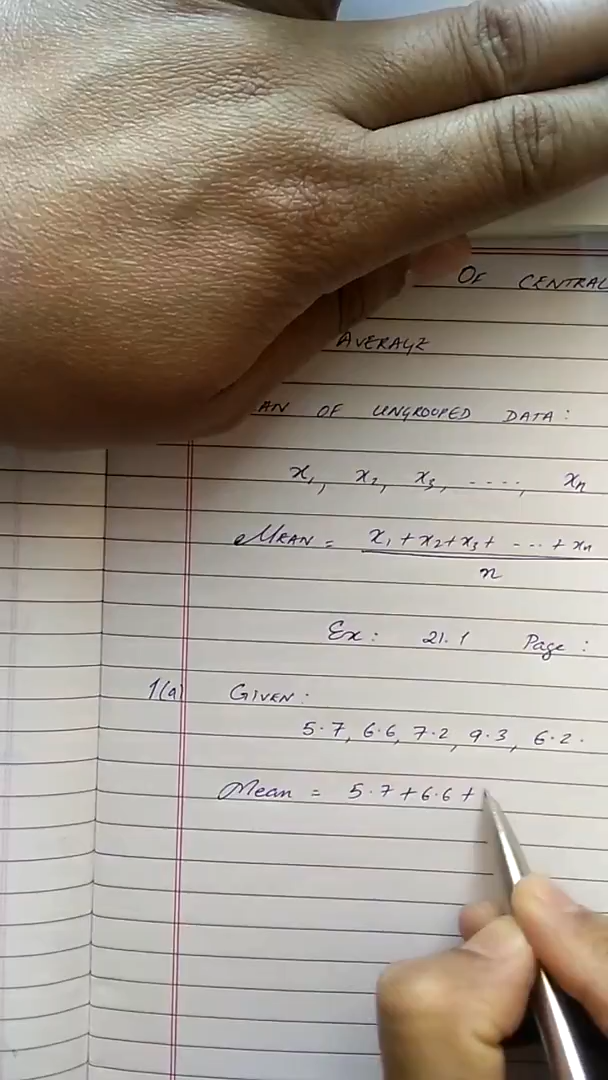 OF CENTRAL
AVERAGE
AN OF UNGROUPED DATA:
x₁, x₂, x₃, ----, xₙ
MEAN = x₁ + x₂ + x₃ + --- + xₙ
n
Ex: 21.1 Page:
1(a) GIVEN:
5.7, 6.6, 7.2, 9.3, 6.2.
Mean = 5.7 + 6.6 +